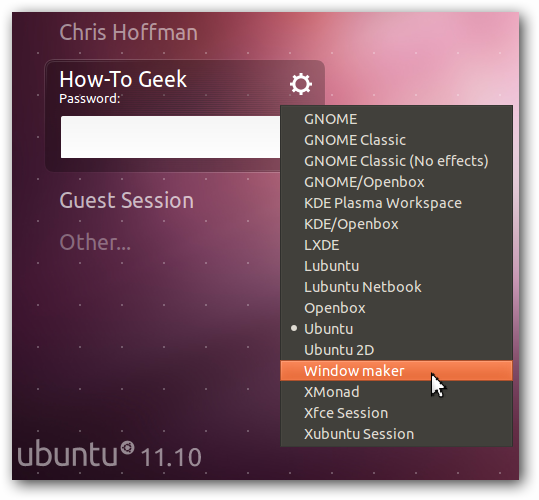 Chris Hoffman
How-To Geek
Password:
GNOME
GNOME Classic
GNOME Classic (No effects)
GNOME/Openbox
KDE Plasma Workspace
KDE/Openbox
LXDE
Lubuntu
Lubuntu Netbook
Openbox
Ubuntu
Ubuntu 2D
Window maker
XMonad
Xfce Session
Xubuntu Session
Guest Session
Other...
ubuntu 11.10